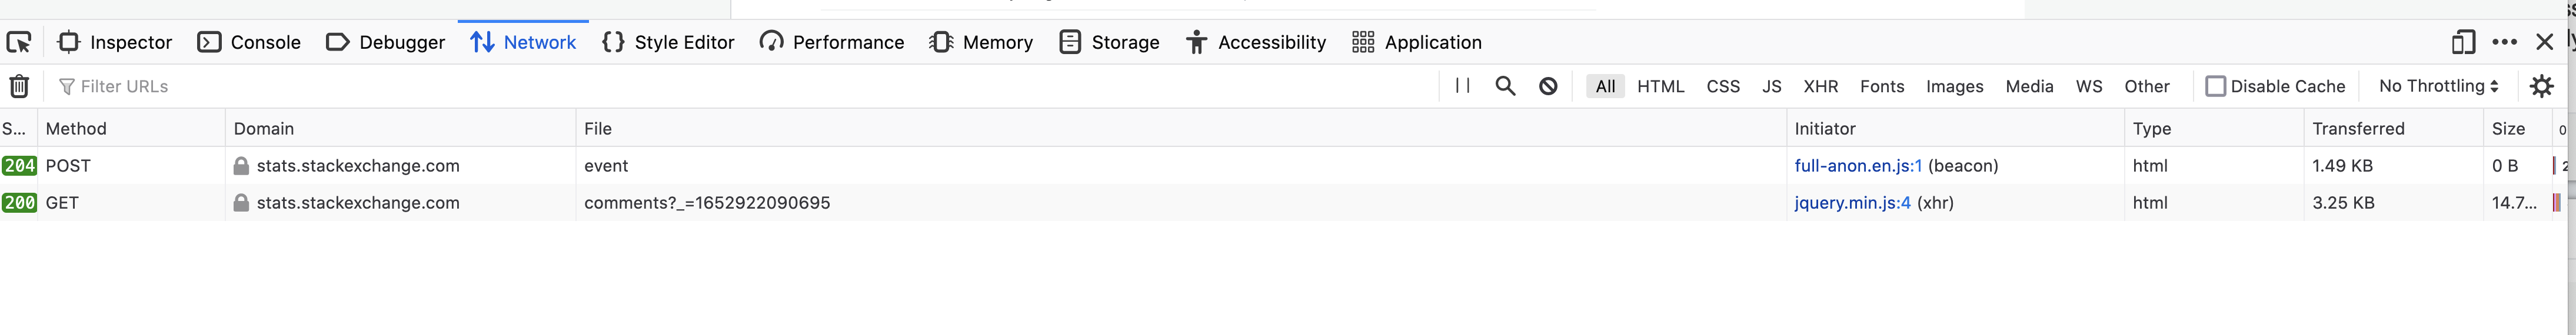 Inspector Console Debugger Network Style Editor Performance Memory Storage Accessibility Application
Filter URLs All HTML CSS JS XHR Fonts Images Media WS Other Disable Cache No Throttling
S... Method Domain File Initiator Type Transferred Size 0
204 POST stats.stackexchange.com event full-anon.en.js:1 (beacon) html 1.49 KB 0 B 2
200 GET stats.stackexchange.com comments?_=1652922090695 jquery.min.js:4 (xhr) html 3.25 KB 14.7...